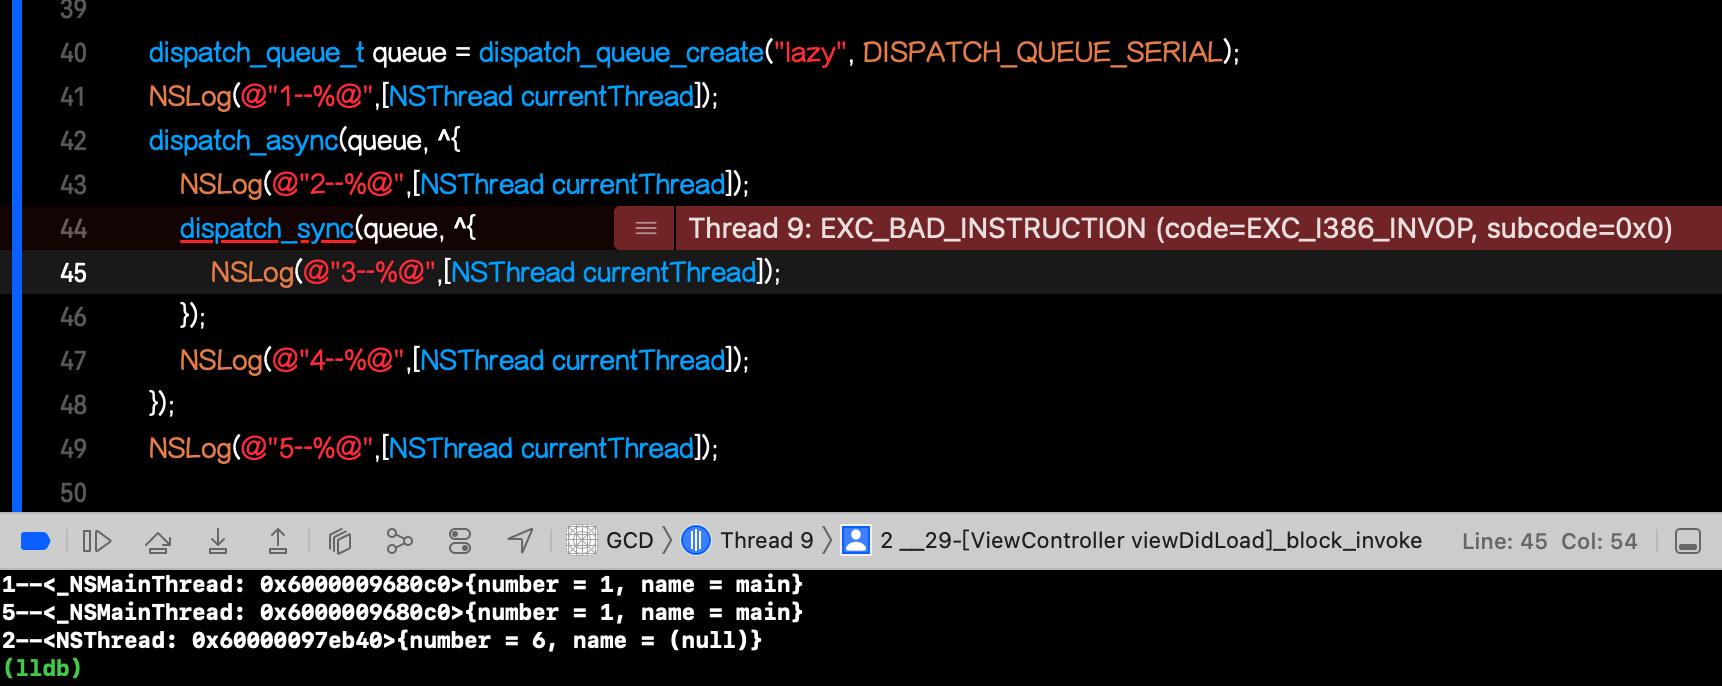 39
40 dispatch_queue_t queue = dispatch_queue_create("lazy", DISPATCH_QUEUE_SERIAL);
41 NSLog(@"1--%@",[NSThread currentThread]);
42 dispatch_async(queue, ^{
43 NSLog(@"2--%@",[NSThread currentThread]);
44 dispatch_sync(queue, ^{ Thread 9: EXC_BAD_INSTRUCTION (code=EXC_I386_INVOP, subcode=0x0)
45 NSLog(@"3--%@",[NSThread currentThread]);
46 });
47 NSLog(@"4--%@",[NSThread currentThread]);
48 });
49 NSLog(@"5--%@",[NSThread currentThread]);
50
GCD Thread 9 2 __29-[ViewController viewDidLoad]_block_invoke Line: 45 Col: 54
1--<_NSMainThread: 0x6000009680c0>{number = 1, name = main}
5--<_NSMainThread: 0x6000009680c0>{number = 1, name = main}
2--<NSThread: 0x60000097eb40>{number = 6, name = (null)}
(lldb)